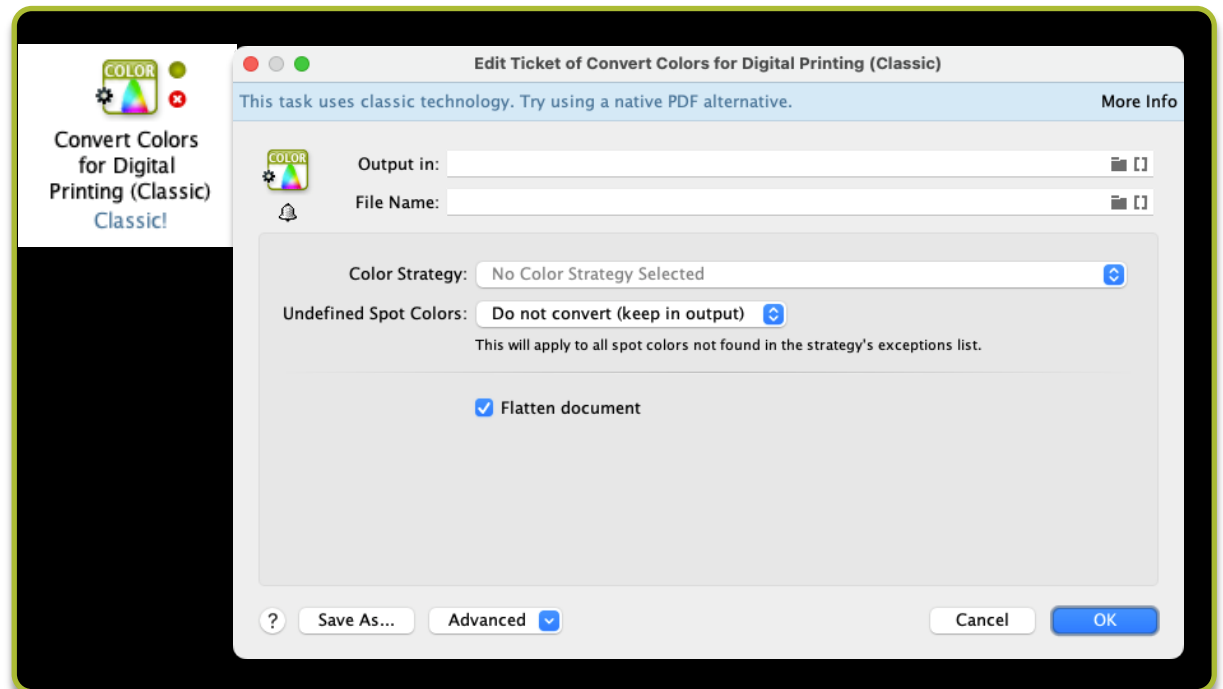 COLOR
Convert Colors
for Digital
Printing (Classic)
Classic!
Edit Ticket of Convert Colors for Digital Printing (Classic)
This task uses classic technology. Try using a native PDF alternative. More Info
COLOR
Output in: []
File Name: []
Color Strategy: No Color Strategy Selected
Undefined Spot Colors: Do not convert (keep in output)
This will apply to all spot colors not found in the strategy's exceptions list.
Flatten document
? Save As... Advanced Cancel OK